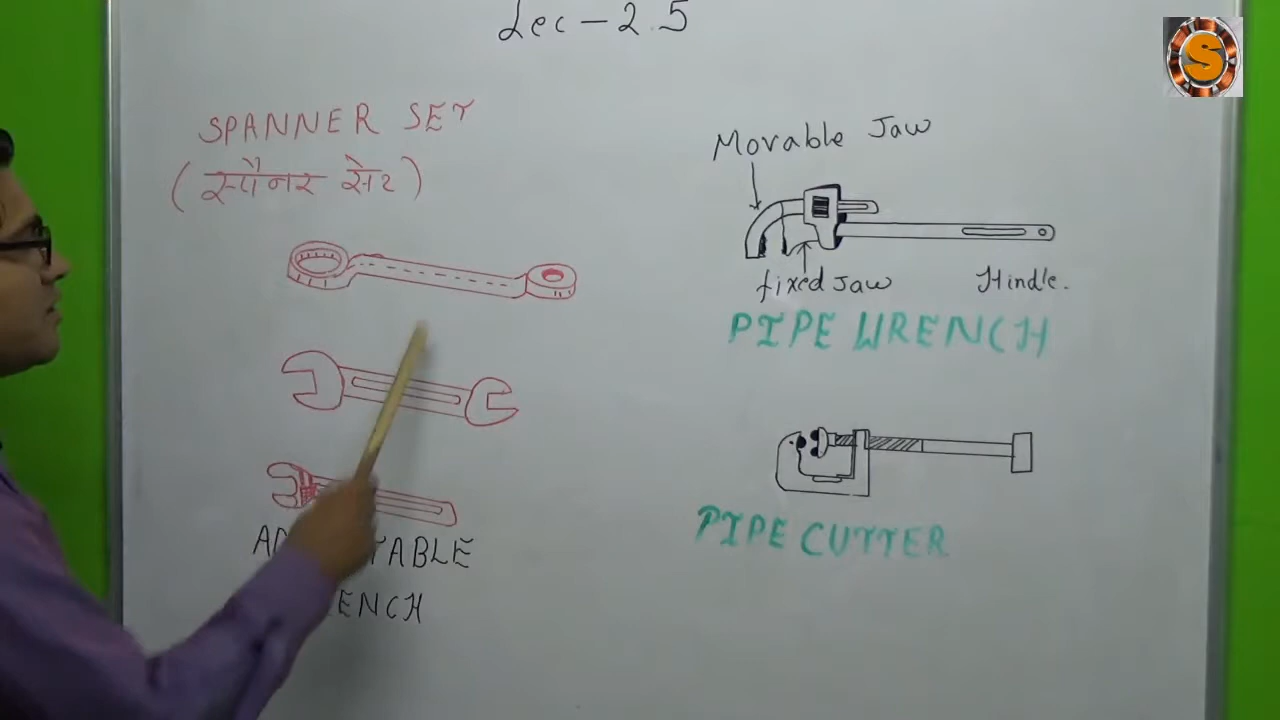 Lec - 2.5
SPANNER SET
(स्पैनर सेट)
Movable Jaw
fixed Jaw
Hindle.
PIPE WRENCH
PIPE CUTTER
TABLE
ENCH
S